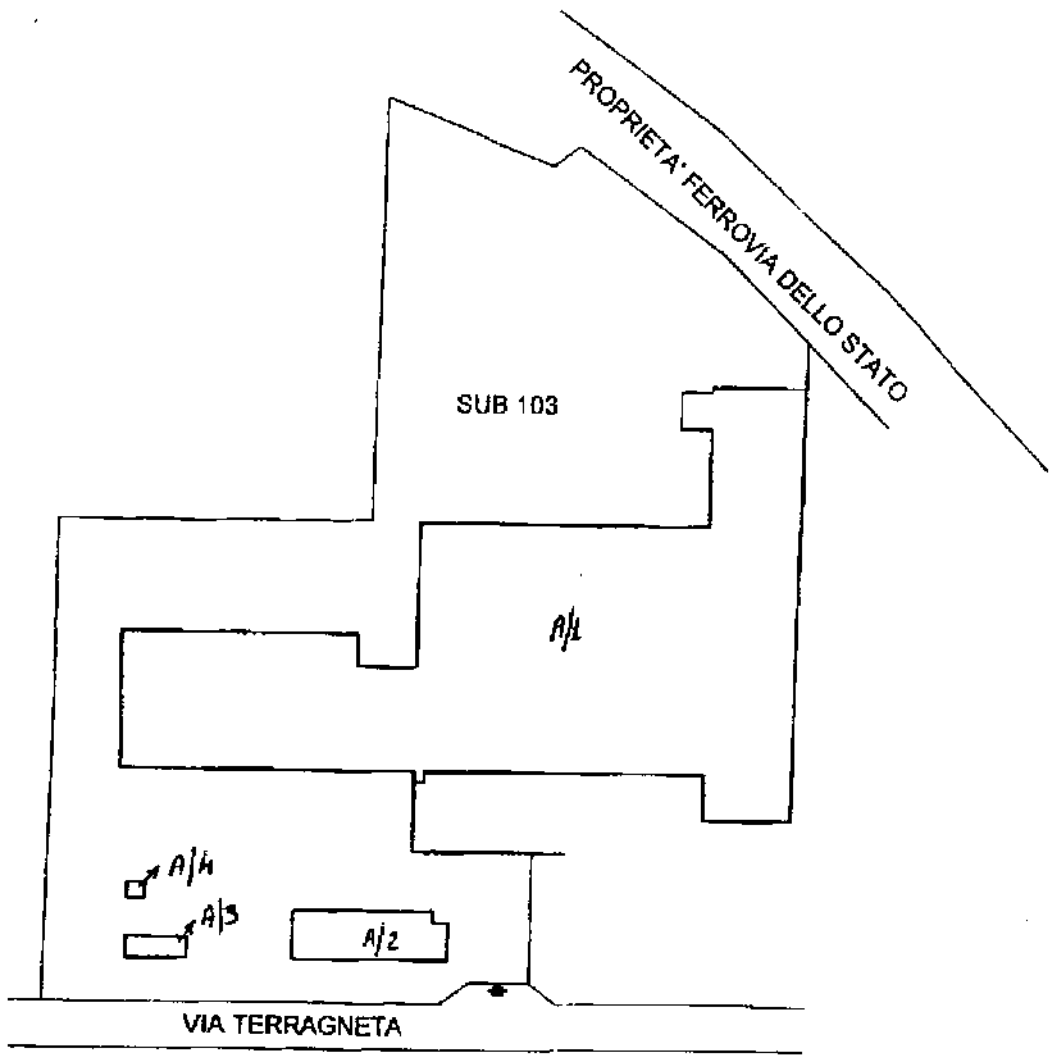 PROPRIETA' FERROVIA DELLO STATO
SUB 103
A/1
A/4
A/3
A/2
VIA TERRAGNETA